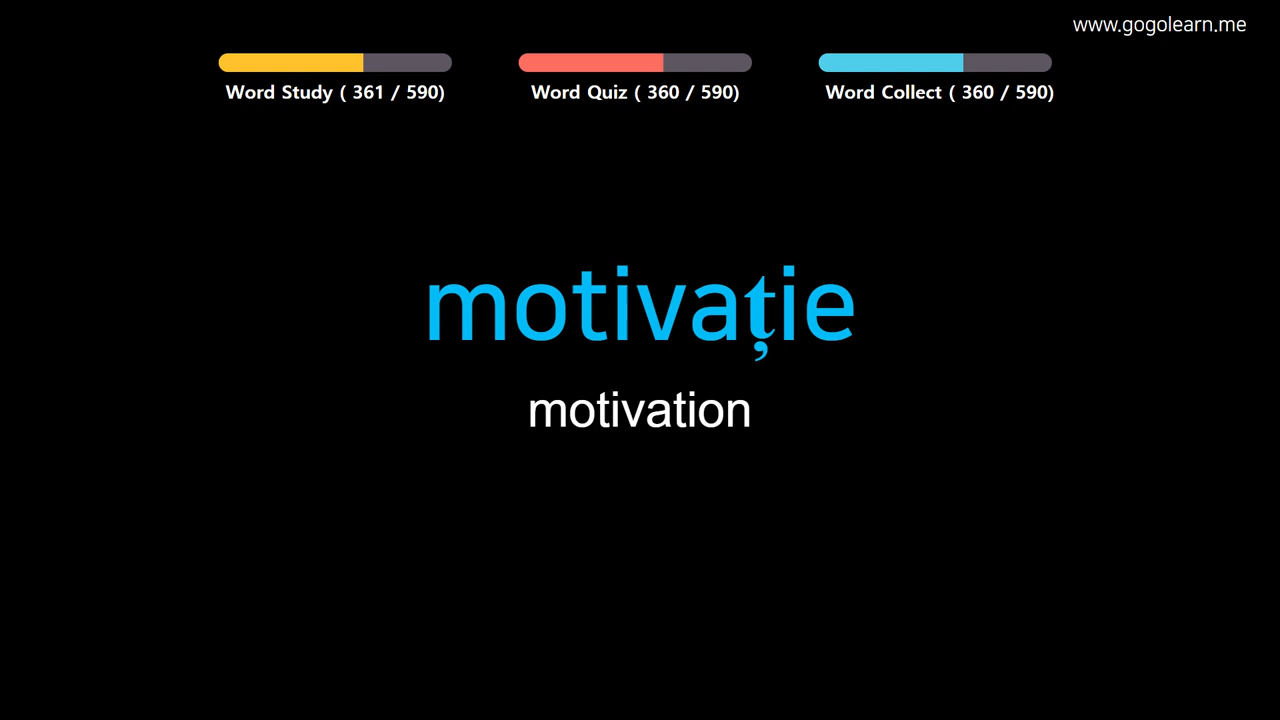 www.gogolearn.me
Word Study ( 361 / 590)
Word Quiz ( 360 / 590)
Word Collect ( 360 / 590)
motivație
motivation